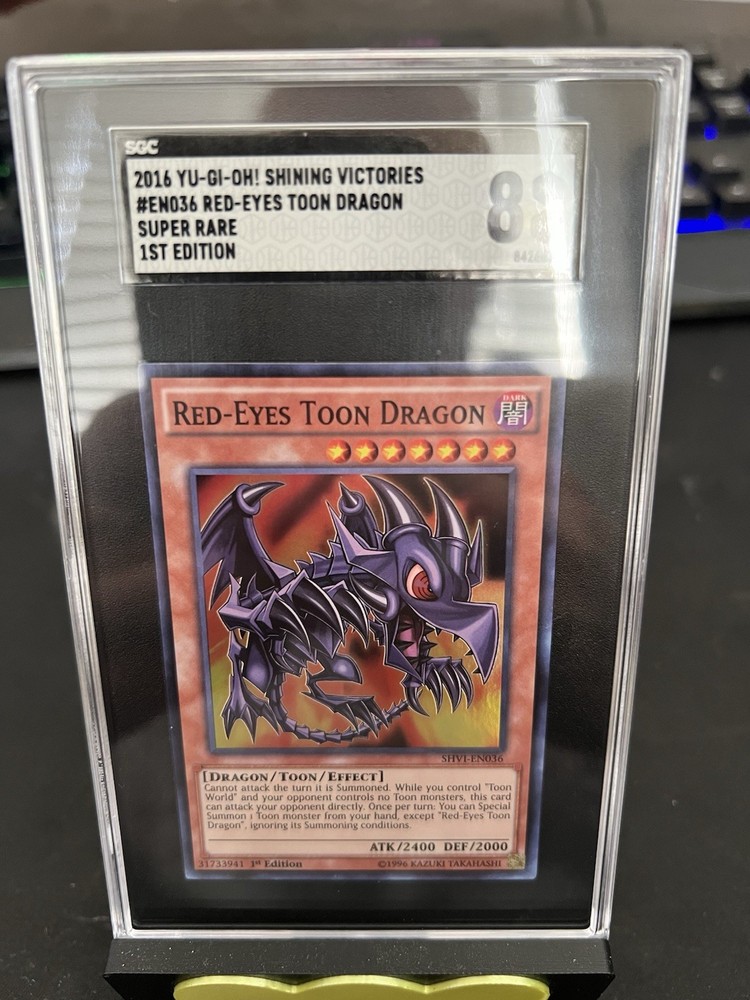 SGC
2016 YU-GI-OH! SHINING VICTORIES
#EN036 RED-EYES TOON DRAGON
SUPER RARE
1ST EDITION
RED-EYES TOON DRAGON
DARK
闇
SHVI-EN036
[DRAGON/TOON/EFFECT]
Cannot attack the turn it is Summoned. While you control "Toon
World" and your opponent controls no Toon monsters, this card
can attack your opponent directly. Once per turn: You can Special
Summon 1 Toon monster from your hand, except "Red-Eyes Toon
Dragon", ignoring its Summoning conditions.
ATK/2400 DEF/2000
31733941 1st Edition ©1996 KAZUKI TAKAHASHI